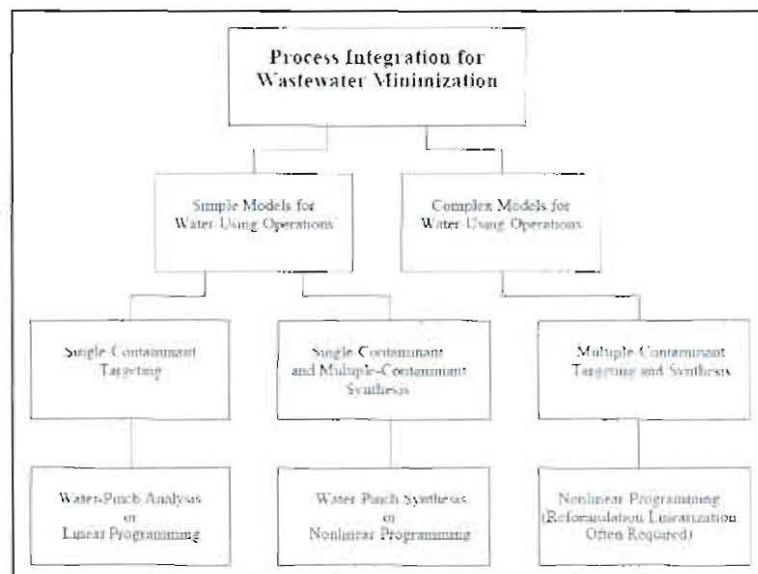 Process Integration for
Wastewater Minimization
Simple Models for
Water Using Operations
Complex Models for
Water Using Operations
Single-Contaminant
Targeting
Single-Contaminant
and Multiple-Contaminant
Synthesis
Multiple-Contaminant
Targeting and Synthesis
Water-Pinch Analysis
or
Linear Programming
Water Pinch Synthesis
or
Nonlinear Programming
Nonlinear Programming
(Reformulation Linearization
Often Required)